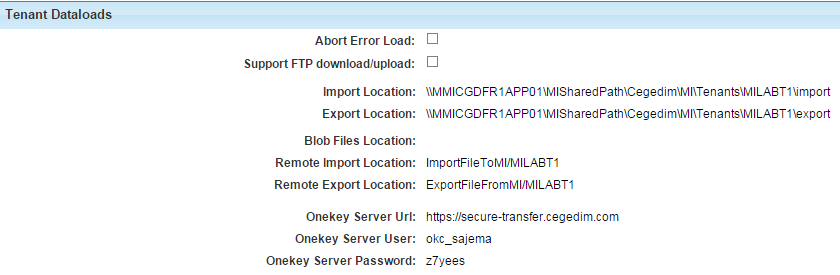 Tenant Dataloads
Abort Error Load:
Support FTP download/upload:
Import Location: \\MMICGDFR1APP01\MISharedPath\Cegedim\MI\Tenants\MILABT1\import
Export Location: \\MMICGDFR1APP01\MISharedPath\Cegedim\MI\Tenants\MILABT1\export
Blob Files Location:
Remote Import Location: ImportFileToMI/MILABT1
Remote Export Location: ExportFileFromMI/MILABT1
Onekey Server Url: https://secure-transfer.cegedim.com
Onekey Server User: okc_sajema
Onekey Server Password: z7yees